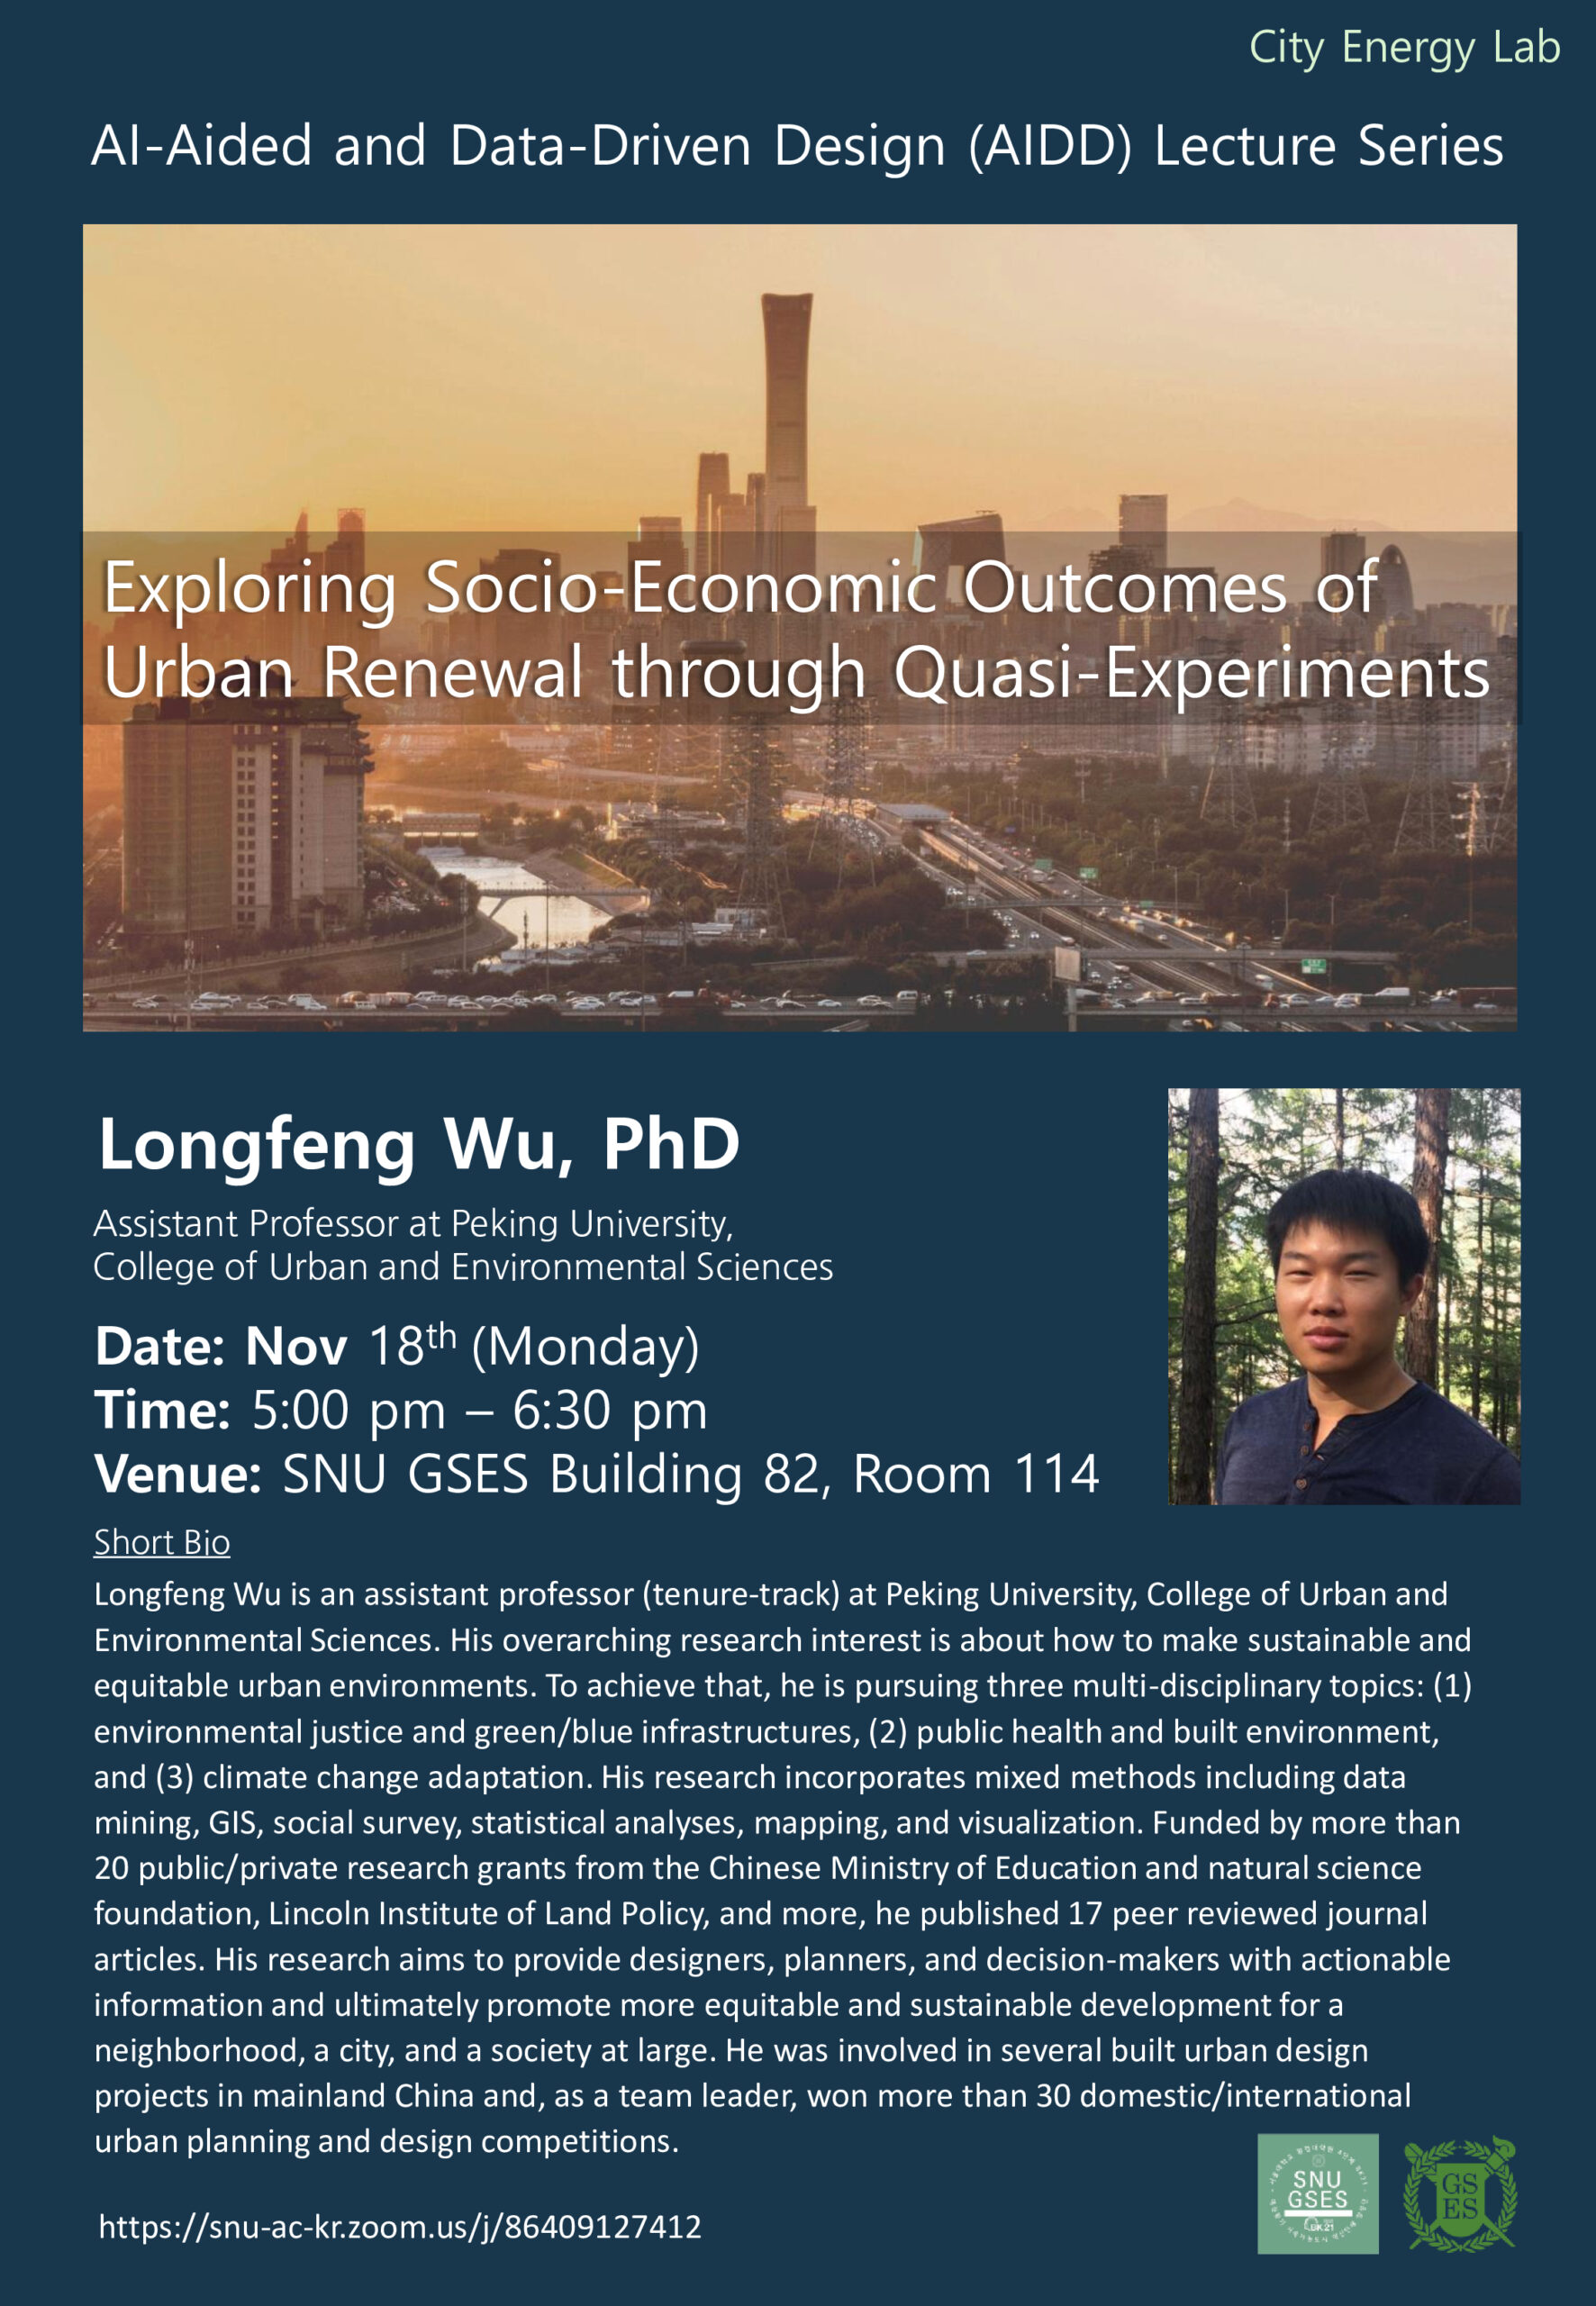 City Energy Lab
AI-Aided and Data-Driven Design (AIDD) Lecture Series
Exploring Socio-Economic Outcomes of
Urban Renewal through Quasi-Experiments
Longfeng Wu, PhD
Assistant Professor at Peking University,
College of Urban and Environmental Sciences
Date: Nov 18th (Monday)
Time: 5:00 pm – 6:30 pm
Venue: SNU GSES Building 82, Room 114
Short Bio
Longfeng Wu is an assistant professor (tenure-track) at Peking University, College of Urban and
Environmental Sciences. His overarching research interest is about how to make sustainable and
equitable urban environments. To achieve that, he is pursuing three multi-disciplinary topics: (1)
environmental justice and green/blue infrastructures, (2) public health and built environment,
and (3) climate change adaptation. His research incorporates mixed methods including data
mining, GIS, social survey, statistical analyses, mapping, and visualization. Funded by more than
20 public/private research grants from the Chinese Ministry of Education and natural science
foundation, Lincoln Institute of Land Policy, and more, he published 17 peer reviewed journal
articles. His research aims to provide designers, planners, and decision-makers with actionable
information and ultimately promote more equitable and sustainable development for a
neighborhood, a city, and a society at large. He was involved in several built urban design
projects in mainland China and, as a team leader, won more than 30 domestic/international
urban planning and design competitions.
https://snu-ac-kr.zoom.us/j/86409127412
SNU
GSES
BK21
GS
ES